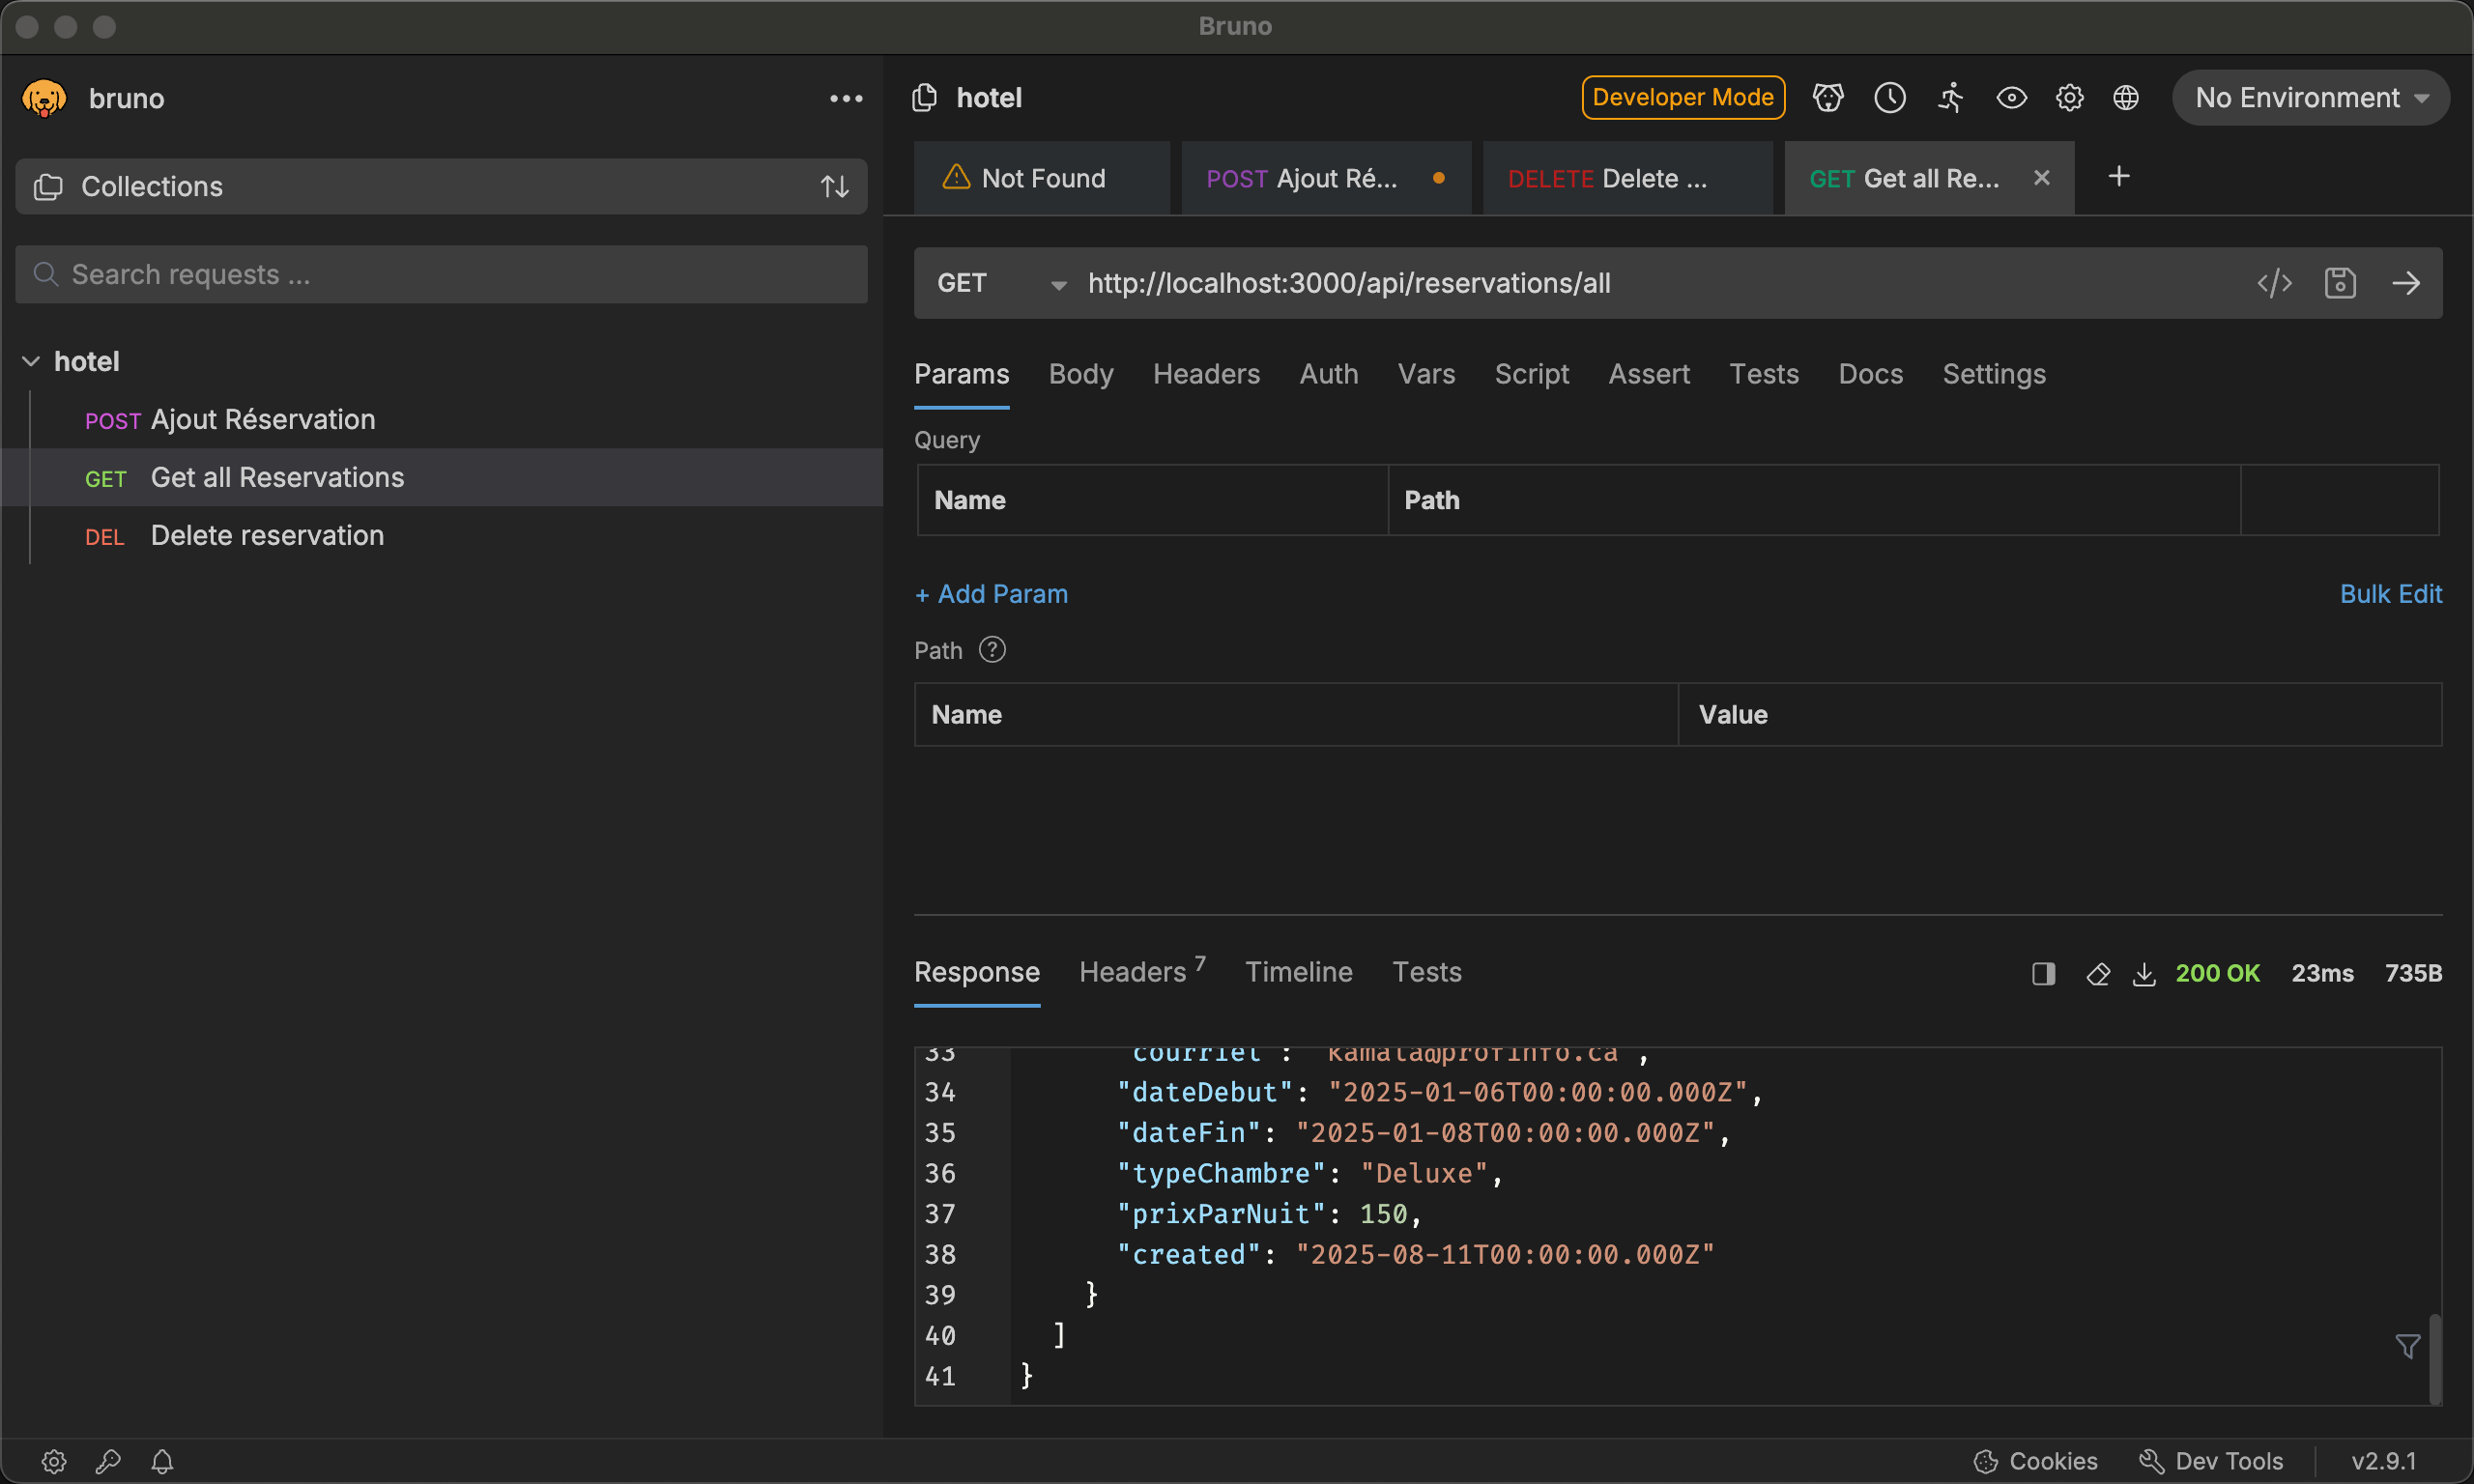 Bruno
bruno
Collections
Search requests ...
hotel
POST Ajout Réservation
GET Get all Reservations
DEL Delete reservation
hotel
Developer Mode
No Environment
Not Found
POST Ajout Ré...
DELETE Delete ...
GET Get all Re...
GET
http://localhost:3000/api/reservations/all
Params Body Headers Auth Vars Script Assert Tests Docs Settings
Query
Name Path
+ Add Param
Bulk Edit
Path ?
Name Value
Response Headers 7 Timeline Tests
200 OK 23ms 735B
33 "courriel": "kamala@profinfo.ca",
34 "dateDebut": "2025-01-06T00:00:00.000Z",
35 "dateFin": "2025-01-08T00:00:00.000Z",
36 "typeChambre": "Deluxe",
37 "prixParNuit": 150,
38 "created": "2025-08-11T00:00:00.000Z"
39 }
40 ]
41 }
Cookies Dev Tools v2.9.1